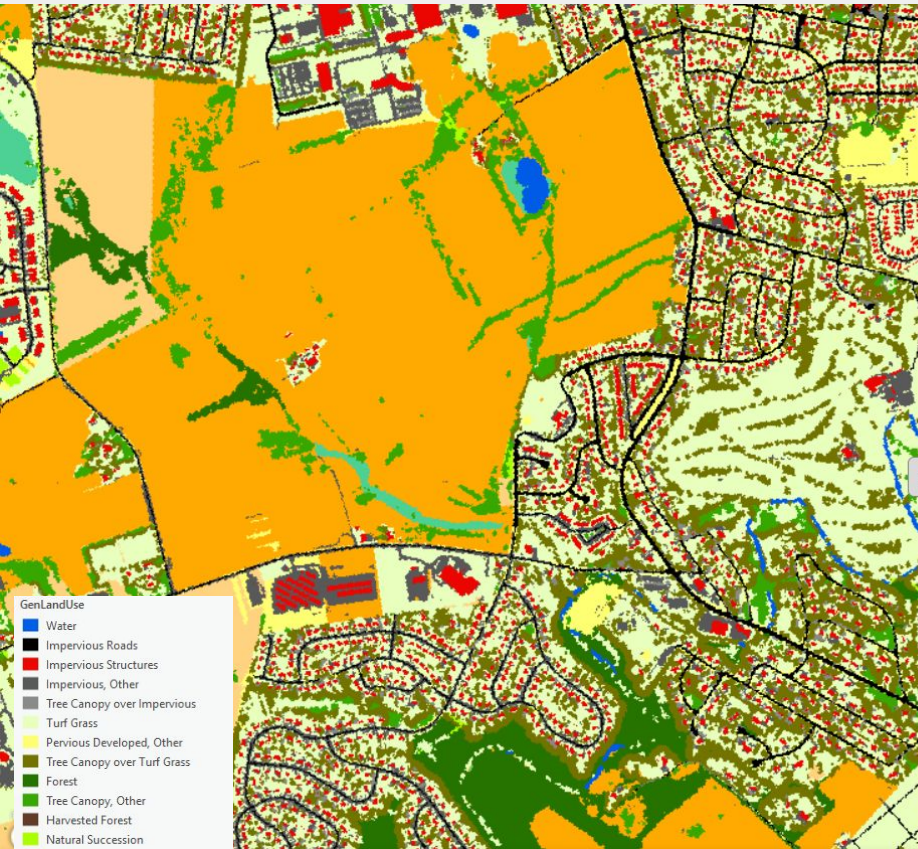 GenLandUse
Water
Impervious Roads
Impervious Structures
Impervious, Other
Tree Canopy over Impervious
Turf Grass
Pervious Developed, Other
Tree Canopy over Turf Grass
Forest
Tree Canopy, Other
Harvested Forest
Natural Succession